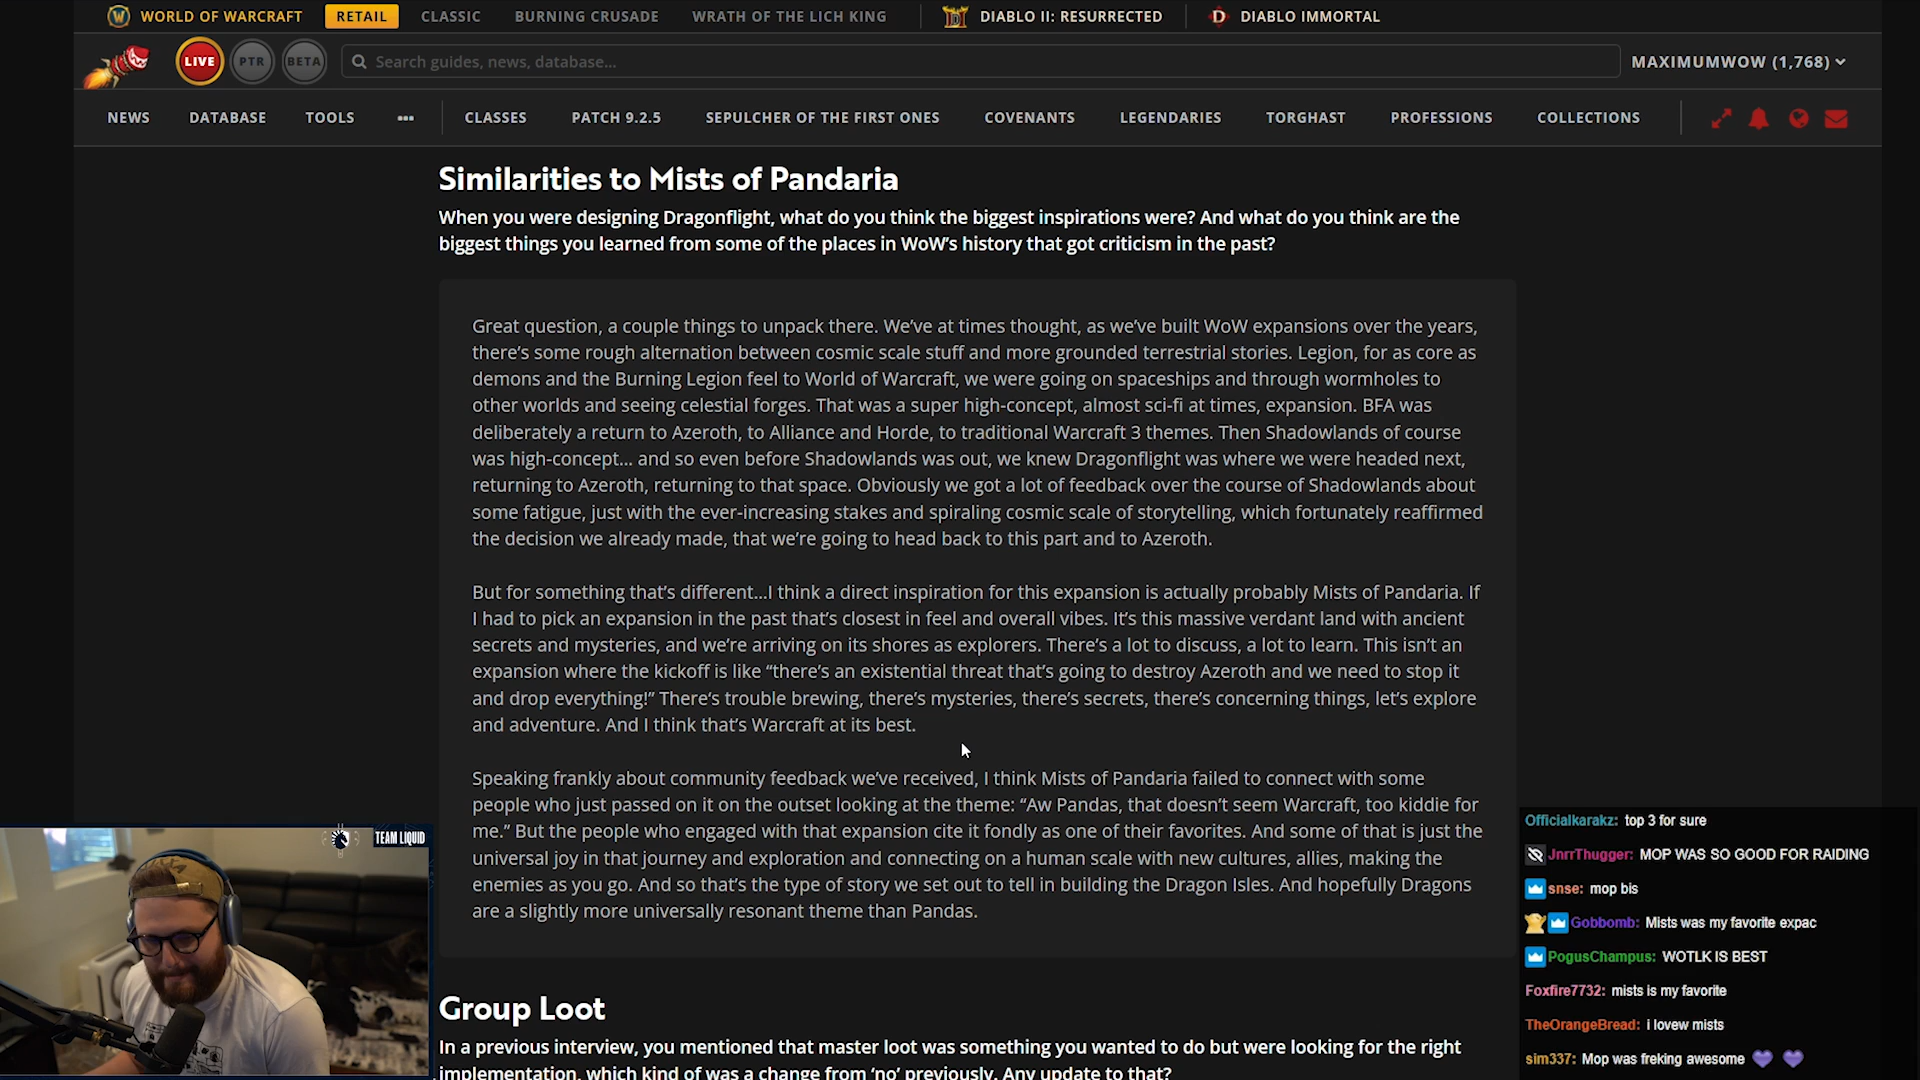 WORLD OF WARCRAFT RETAIL CLASSIC BURNING CRUSADE WRATH OF THE LICH KING DIABLO II: RESURRECTED DIABLO IMMORTAL
LIVE PTR BETA Search guides, news, database... MAXIMUMWOW (1,768)
NEWS DATABASE TOOLS ••• CLASSES PATCH 9.2.5 SEPULCHER OF THE FIRST ONES COVENANTS LEGENDARIES TORGHAST PROFESSIONS COLLECTIONS
Similarities to Mists of Pandaria
When you were designing Dragonflight, what do you think the biggest inspirations were? And what do you think are the
biggest things you learned from some of the places in WoW's history that got criticism in the past?
Great question, a couple things to unpack there. We've at times thought, as we've built WoW expansions over the years,
there's some rough alternation between cosmic scale stuff and more grounded terrestrial stories. Legion, for as core as
demons and the Burning Legion feel to World of Warcraft, we were going on spaceships and through wormholes to
other worlds and seeing celestial forges. That was a super high-concept, almost sci-fi at times, expansion. BFA was
deliberately a return to Azeroth, to Alliance and Horde, to traditional Warcraft 3 themes. Then Shadowlands of course
was high-concept... and so even before Shadowlands was out, we knew Dragonflight was where we were headed next,
returning to Azeroth, returning to that space. Obviously we got a lot of feedback over the course of Shadowlands about
some fatigue, just with the ever-increasing stakes and spiraling cosmic scale of storytelling, which fortunately reaffirmed
the decision we already made, that we're going to head back to this part and to Azeroth.
But for something that's different...I think a direct inspiration for this expansion is actually probably Mists of Pandaria. If
I had to pick an expansion in the past that's closest in feel and overall vibes. It's this massive verdant land with ancient
secrets and mysteries, and we're arriving on its shores as explorers. There's a lot to discuss, a lot to learn. This isn't an
expansion where the kickoff is like "there's an existential threat that's going to destroy Azeroth and we need to stop it
and drop everything!" There's trouble brewing, there's mysteries, there's secrets, there's concerning things, let's explore
and adventure. And I think that's Warcraft at its best.
Speaking frankly about community feedback we've received, I think Mists of Pandaria failed to connect with some
people who just passed on it on the outset looking at the theme: "Aw Pandas, that doesn't seem Warcraft, too kiddie for
me." But the people who engaged with that expansion cite it fondly as one of their favorites. And some of that is just the
universal joy in that journey and exploration and connecting on a human scale with new cultures, allies, making the
enemies as you go. And so that's the type of story we set out to tell in building the Dragon Isles. And hopefully Dragons
are a slightly more universally resonant theme than Pandas.
Group Loot
In a previous interview, you mentioned that master loot was something you wanted to do but were looking for the right
implementation, which kind of was a change from 'no' previously. Any update to that?
TEAM LIQUID
Officialkarakz: top 3 for sure
JnrrThugger: MOP WAS SO GOOD FOR RAIDING
snse: mop bis
Gobbomb: Mists was my favorite expac
PogusChampus: WOTLK IS BEST
Foxfire7732: mists is my favorite
TheOrangeBread: i lovew mists
sim337: Mop was freking awesome 💜 💜